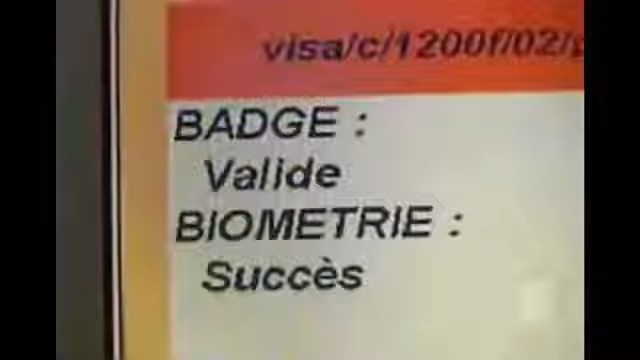 visa/c/1200f/02/
BADGE :
Valide
BIOMETRIE :
Succès